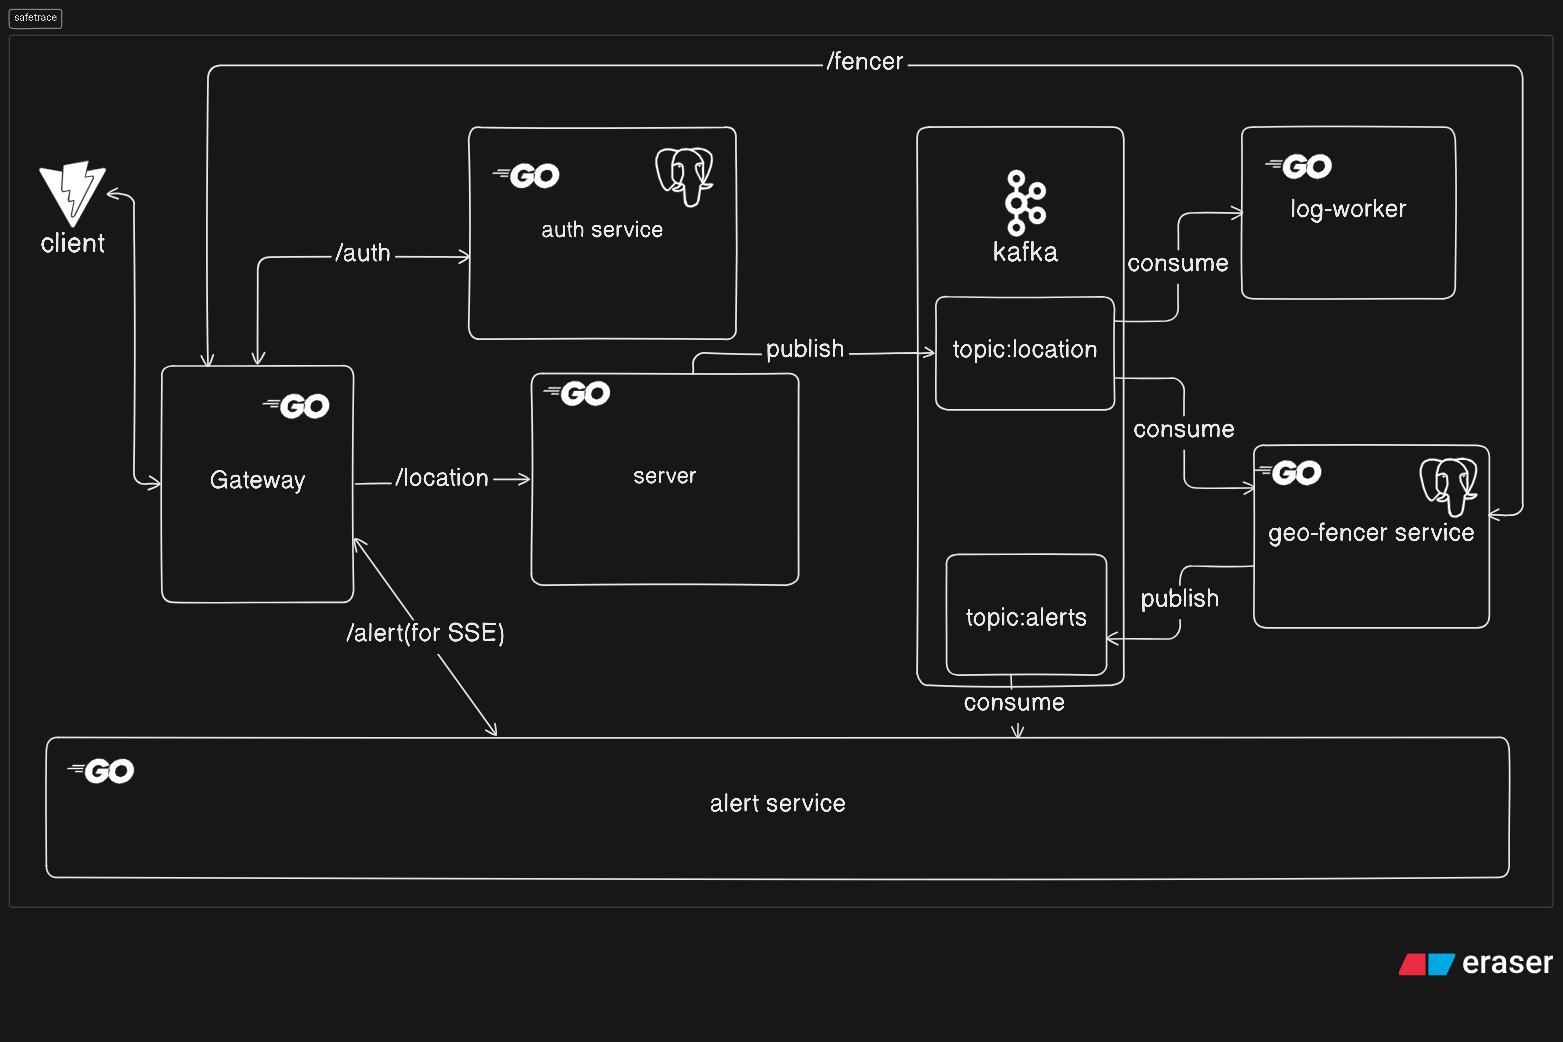 safetrace
/fencer
client
GO
auth service
/auth
kafka
GO
log-worker
consume
publish
topic:location
GO
Gateway
/location
GO
server
consume
GO
geo-fencer service
publish
topic:alerts
/alert(for SSE)
consume
GO
alert service
eraser